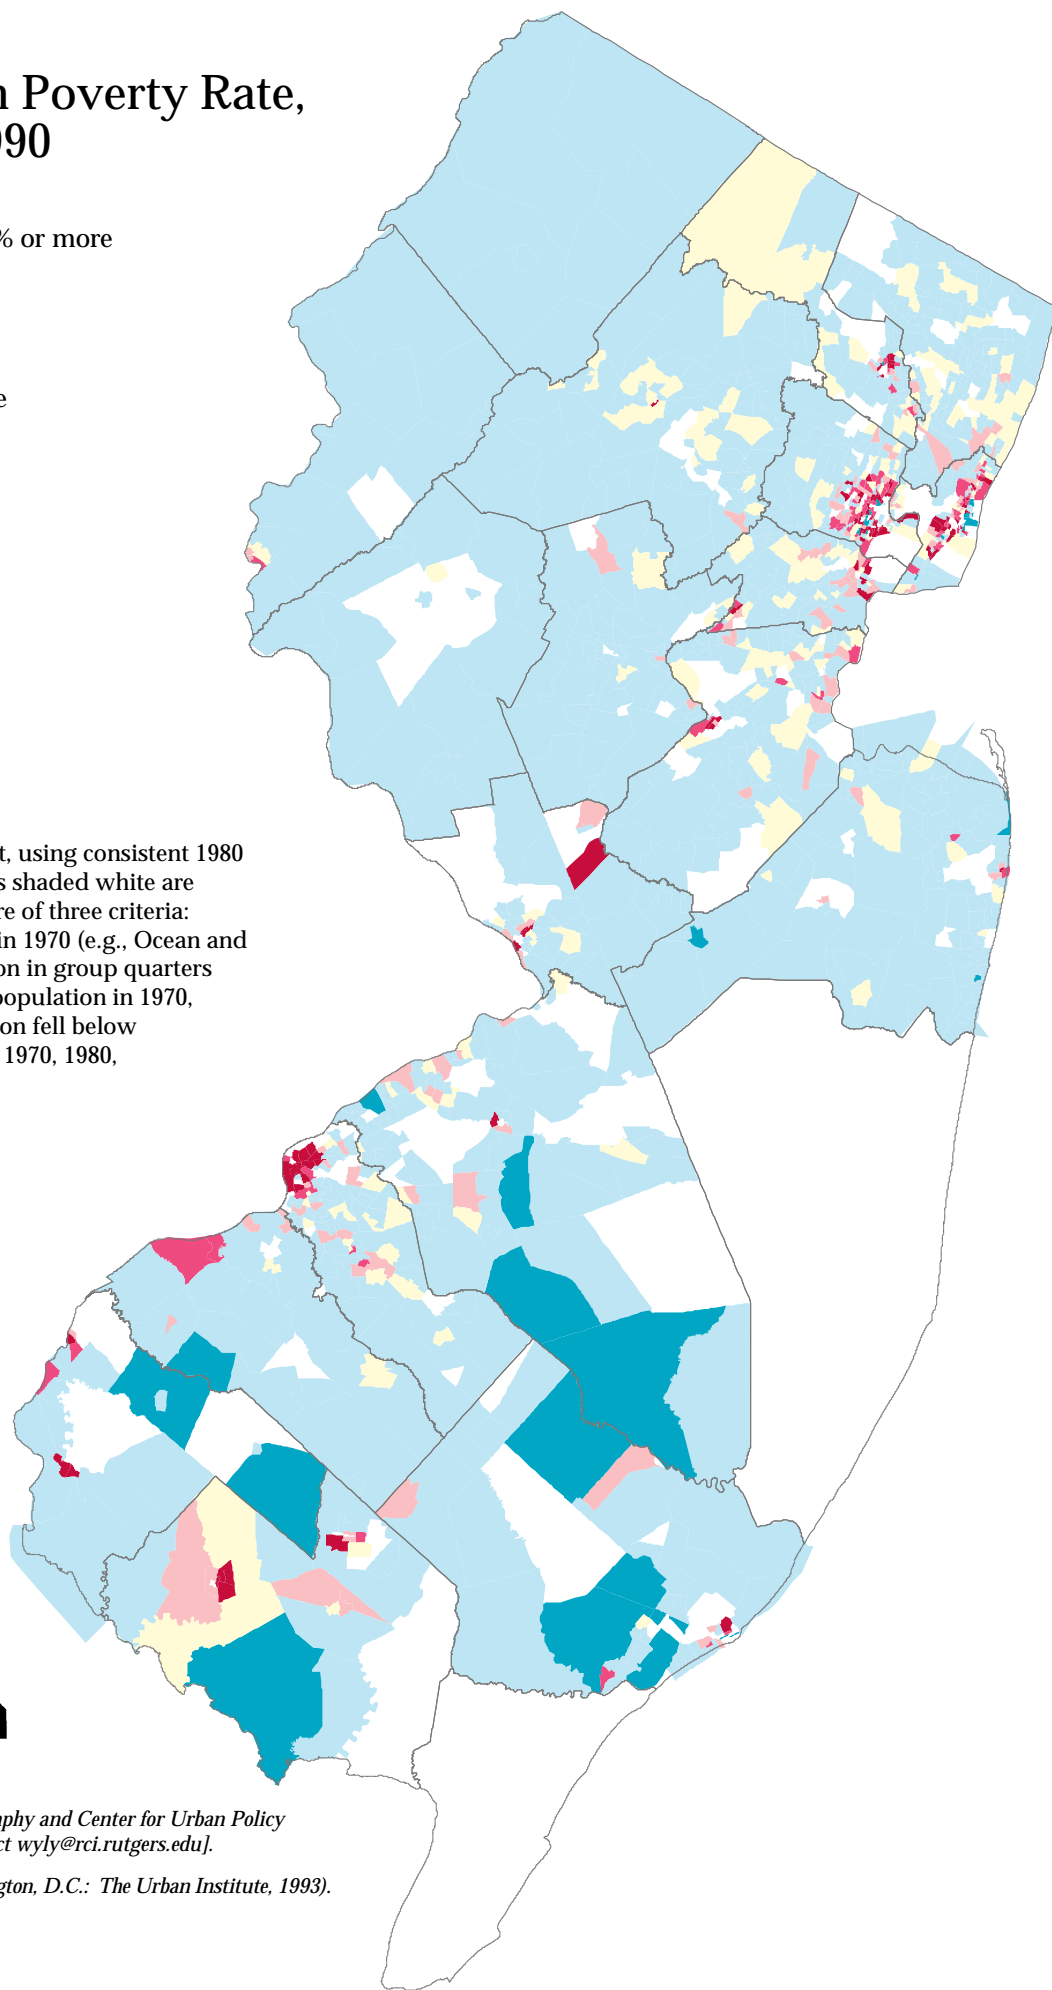 n Poverty Rate,
990
% or more
e
t, using consistent 1980
s shaded white are
re of three criteria:
in 1970 (e.g., Ocean and
on in group quarters
population in 1970,
on fell below
1970, 1980,
aphy and Center for Urban Policy
ct wyly@rci.rutgers.edu].
gton, D.C.: The Urban Institute, 1993).